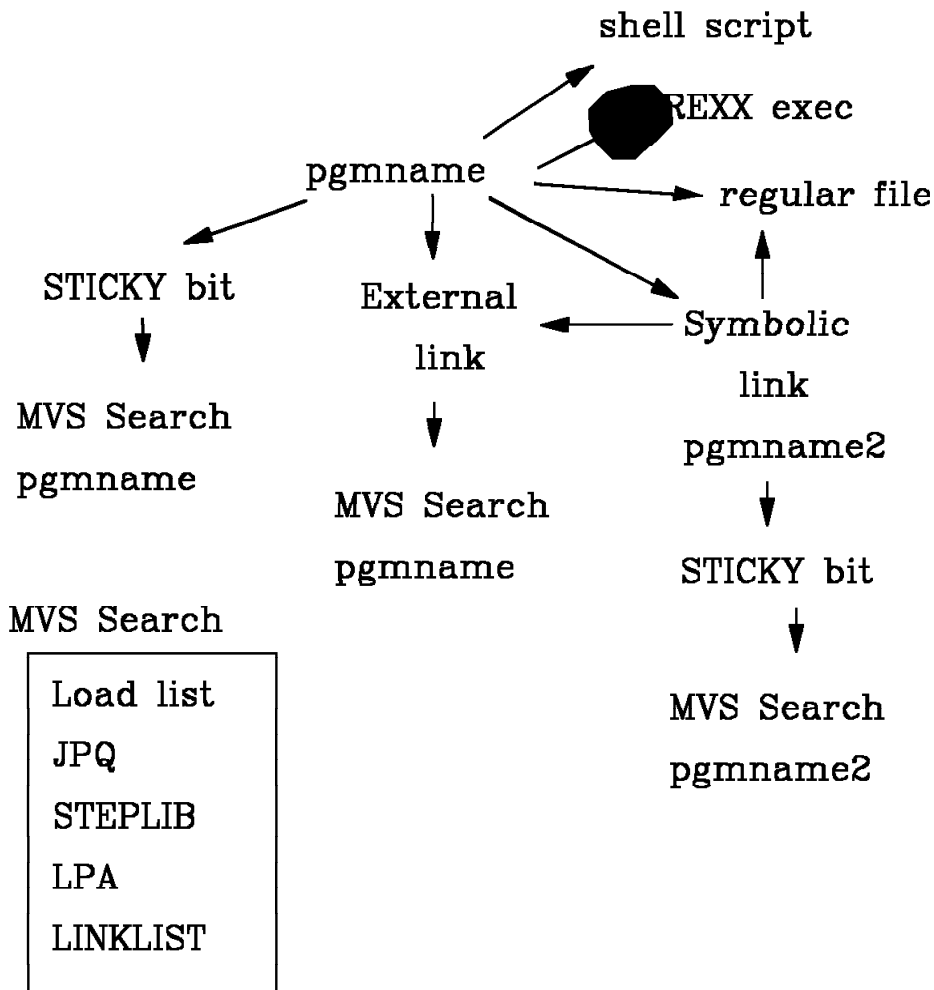 shell script
REXX exec
pgmname
regular file
STICKY bit
External
link
Symbolic
link
pgmname2
MVS Search
pgmname
MVS Search
pgmname
STICKY bit
MVS Search
pgmname2
MVS Search
Load list
JPQ
STEPLIB
LPA
LINKLIST